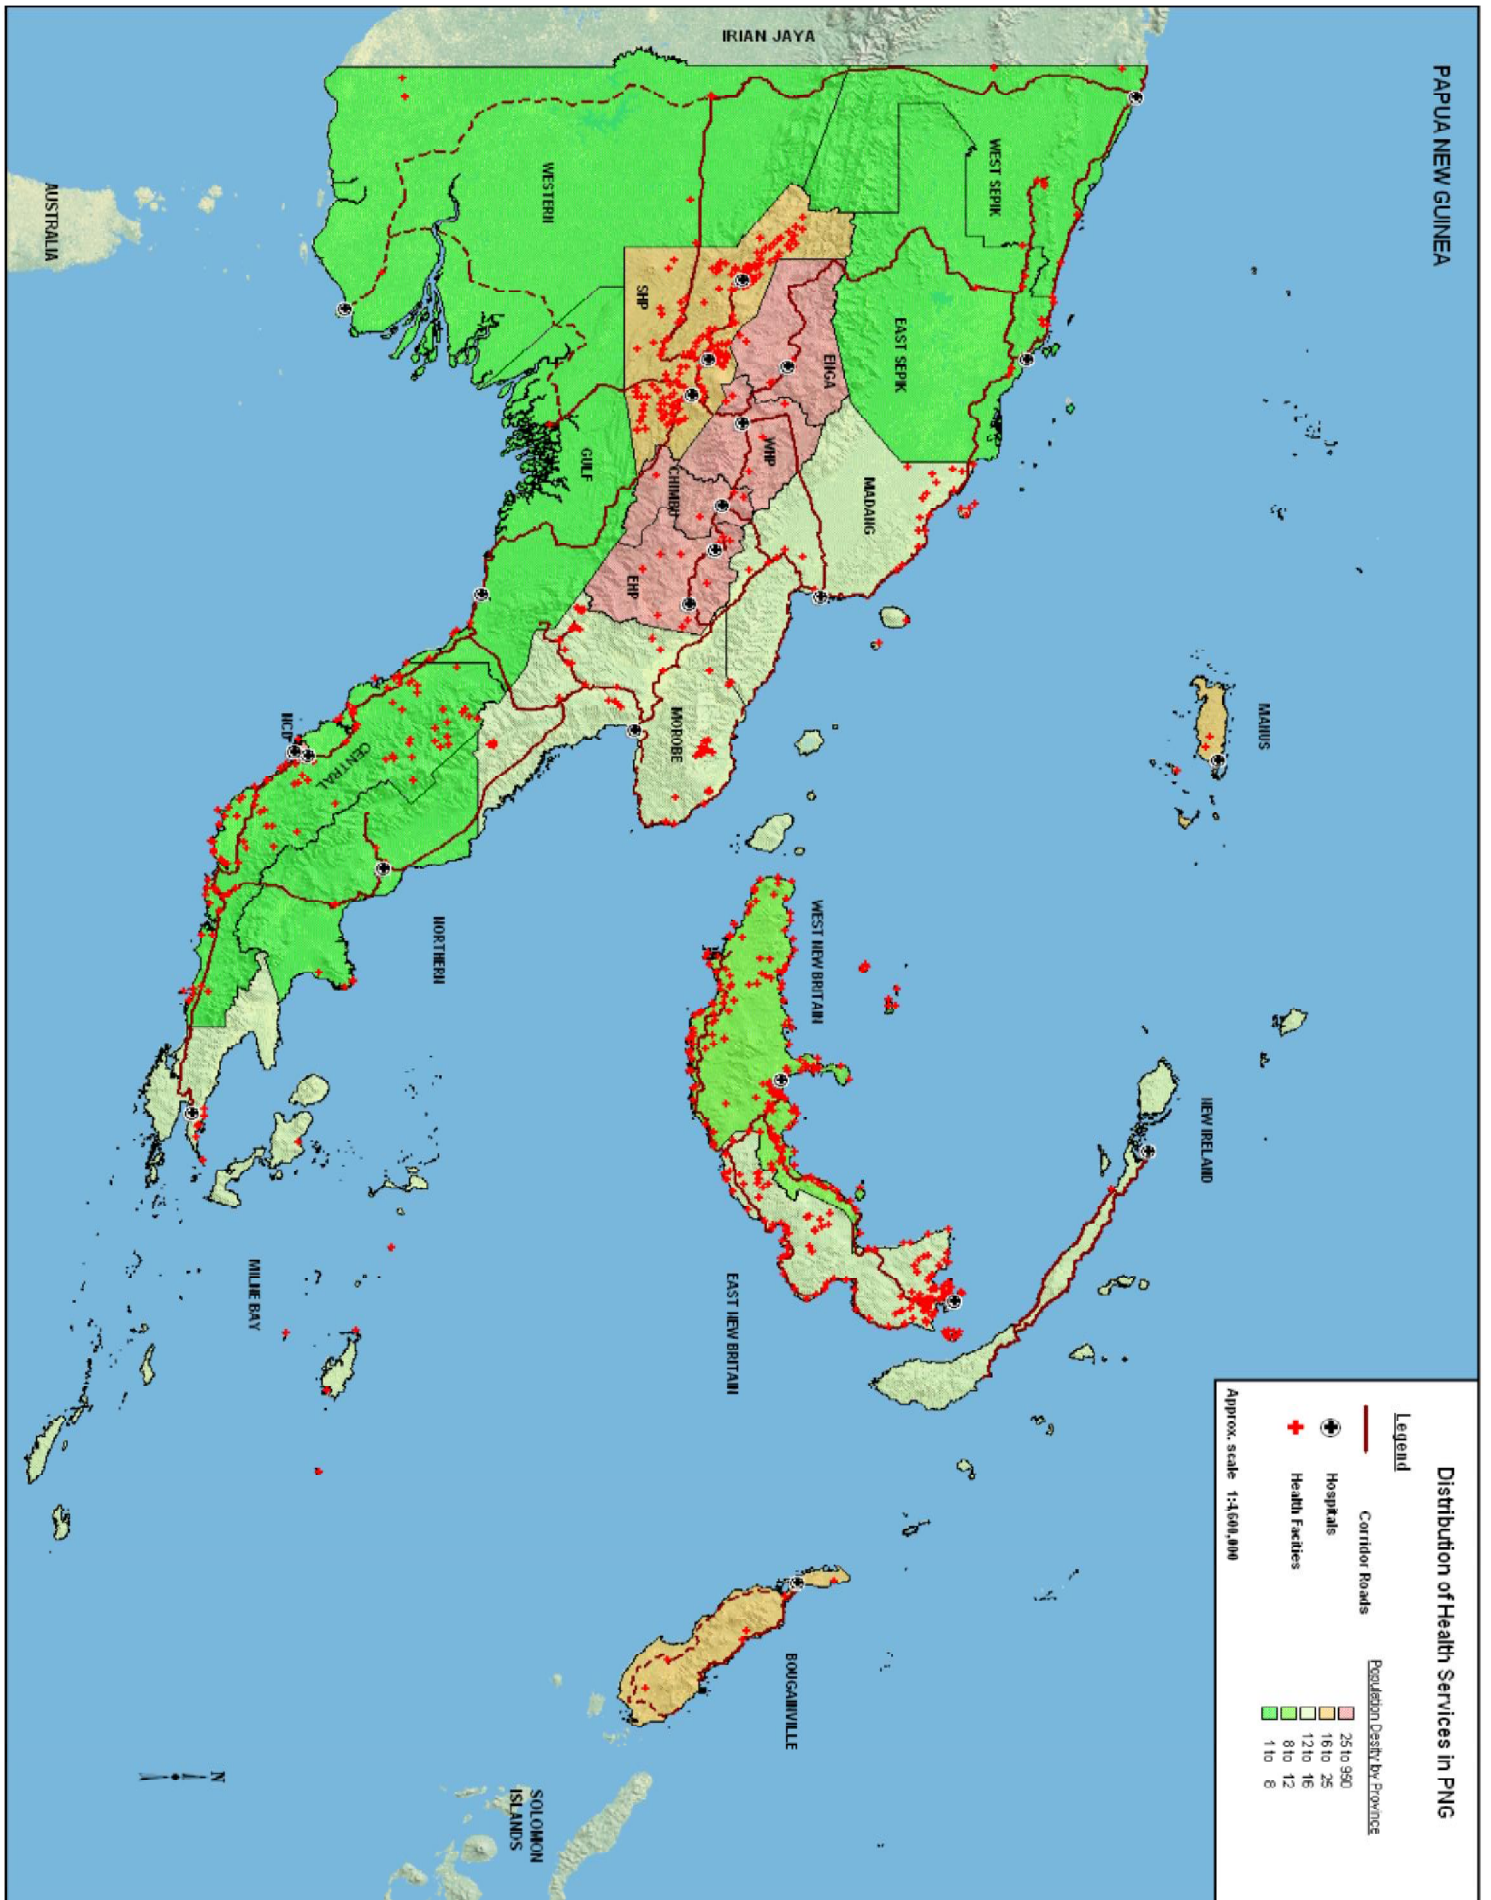 PAPUA NEW GUINEA
IRIAN JAYA
WEST SEPIK
EAST SEPIK
WESTERN
SHP
ENGA
WHP
CHIMBU
EHP
GULF
MADANG
MOROBE
MANUS
AUSTRALIA
NCD
CENTRAL
NORTHERN
WEST NEW BRITAIN
EAST NEW BRITAIN
NEW IRELAND
MILNE BAY
BOUGAINVILLE
SOLOMON
ISLANDS
N
Distribution of Health Services in PNG
Legend
Corridor Roads
Hospitals
Health Facities
Approx. scale 1:4,600,000
Population Desity by Province
25 to 950
16 to 25
12 to 16
8 to 12
1 to 8